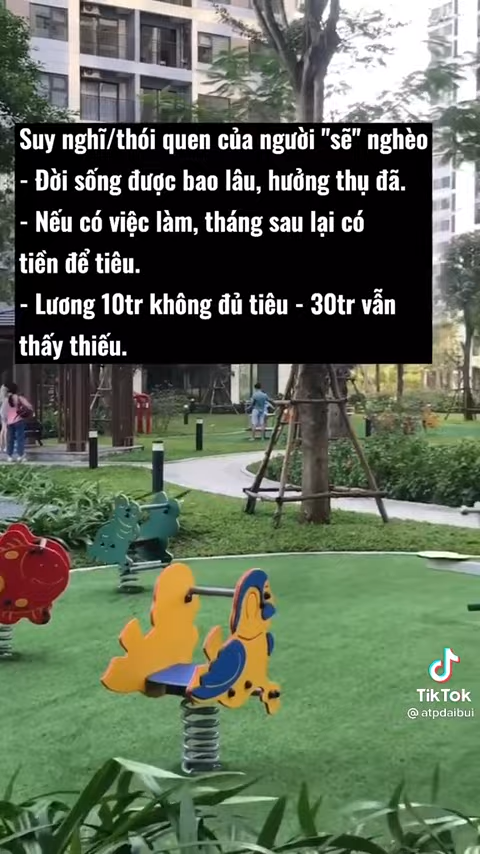 Suy nghĩ/thói quen của người "sẽ" nghèo
- Đời sống được bao lâu, hưởng thụ đã.
- Nếu có việc làm, tháng sau lại có
tiền để tiêu.
- Lương 10tr không đủ tiêu - 30tr vẫn
thấy thiếu.
TikTok
@atpdaibui